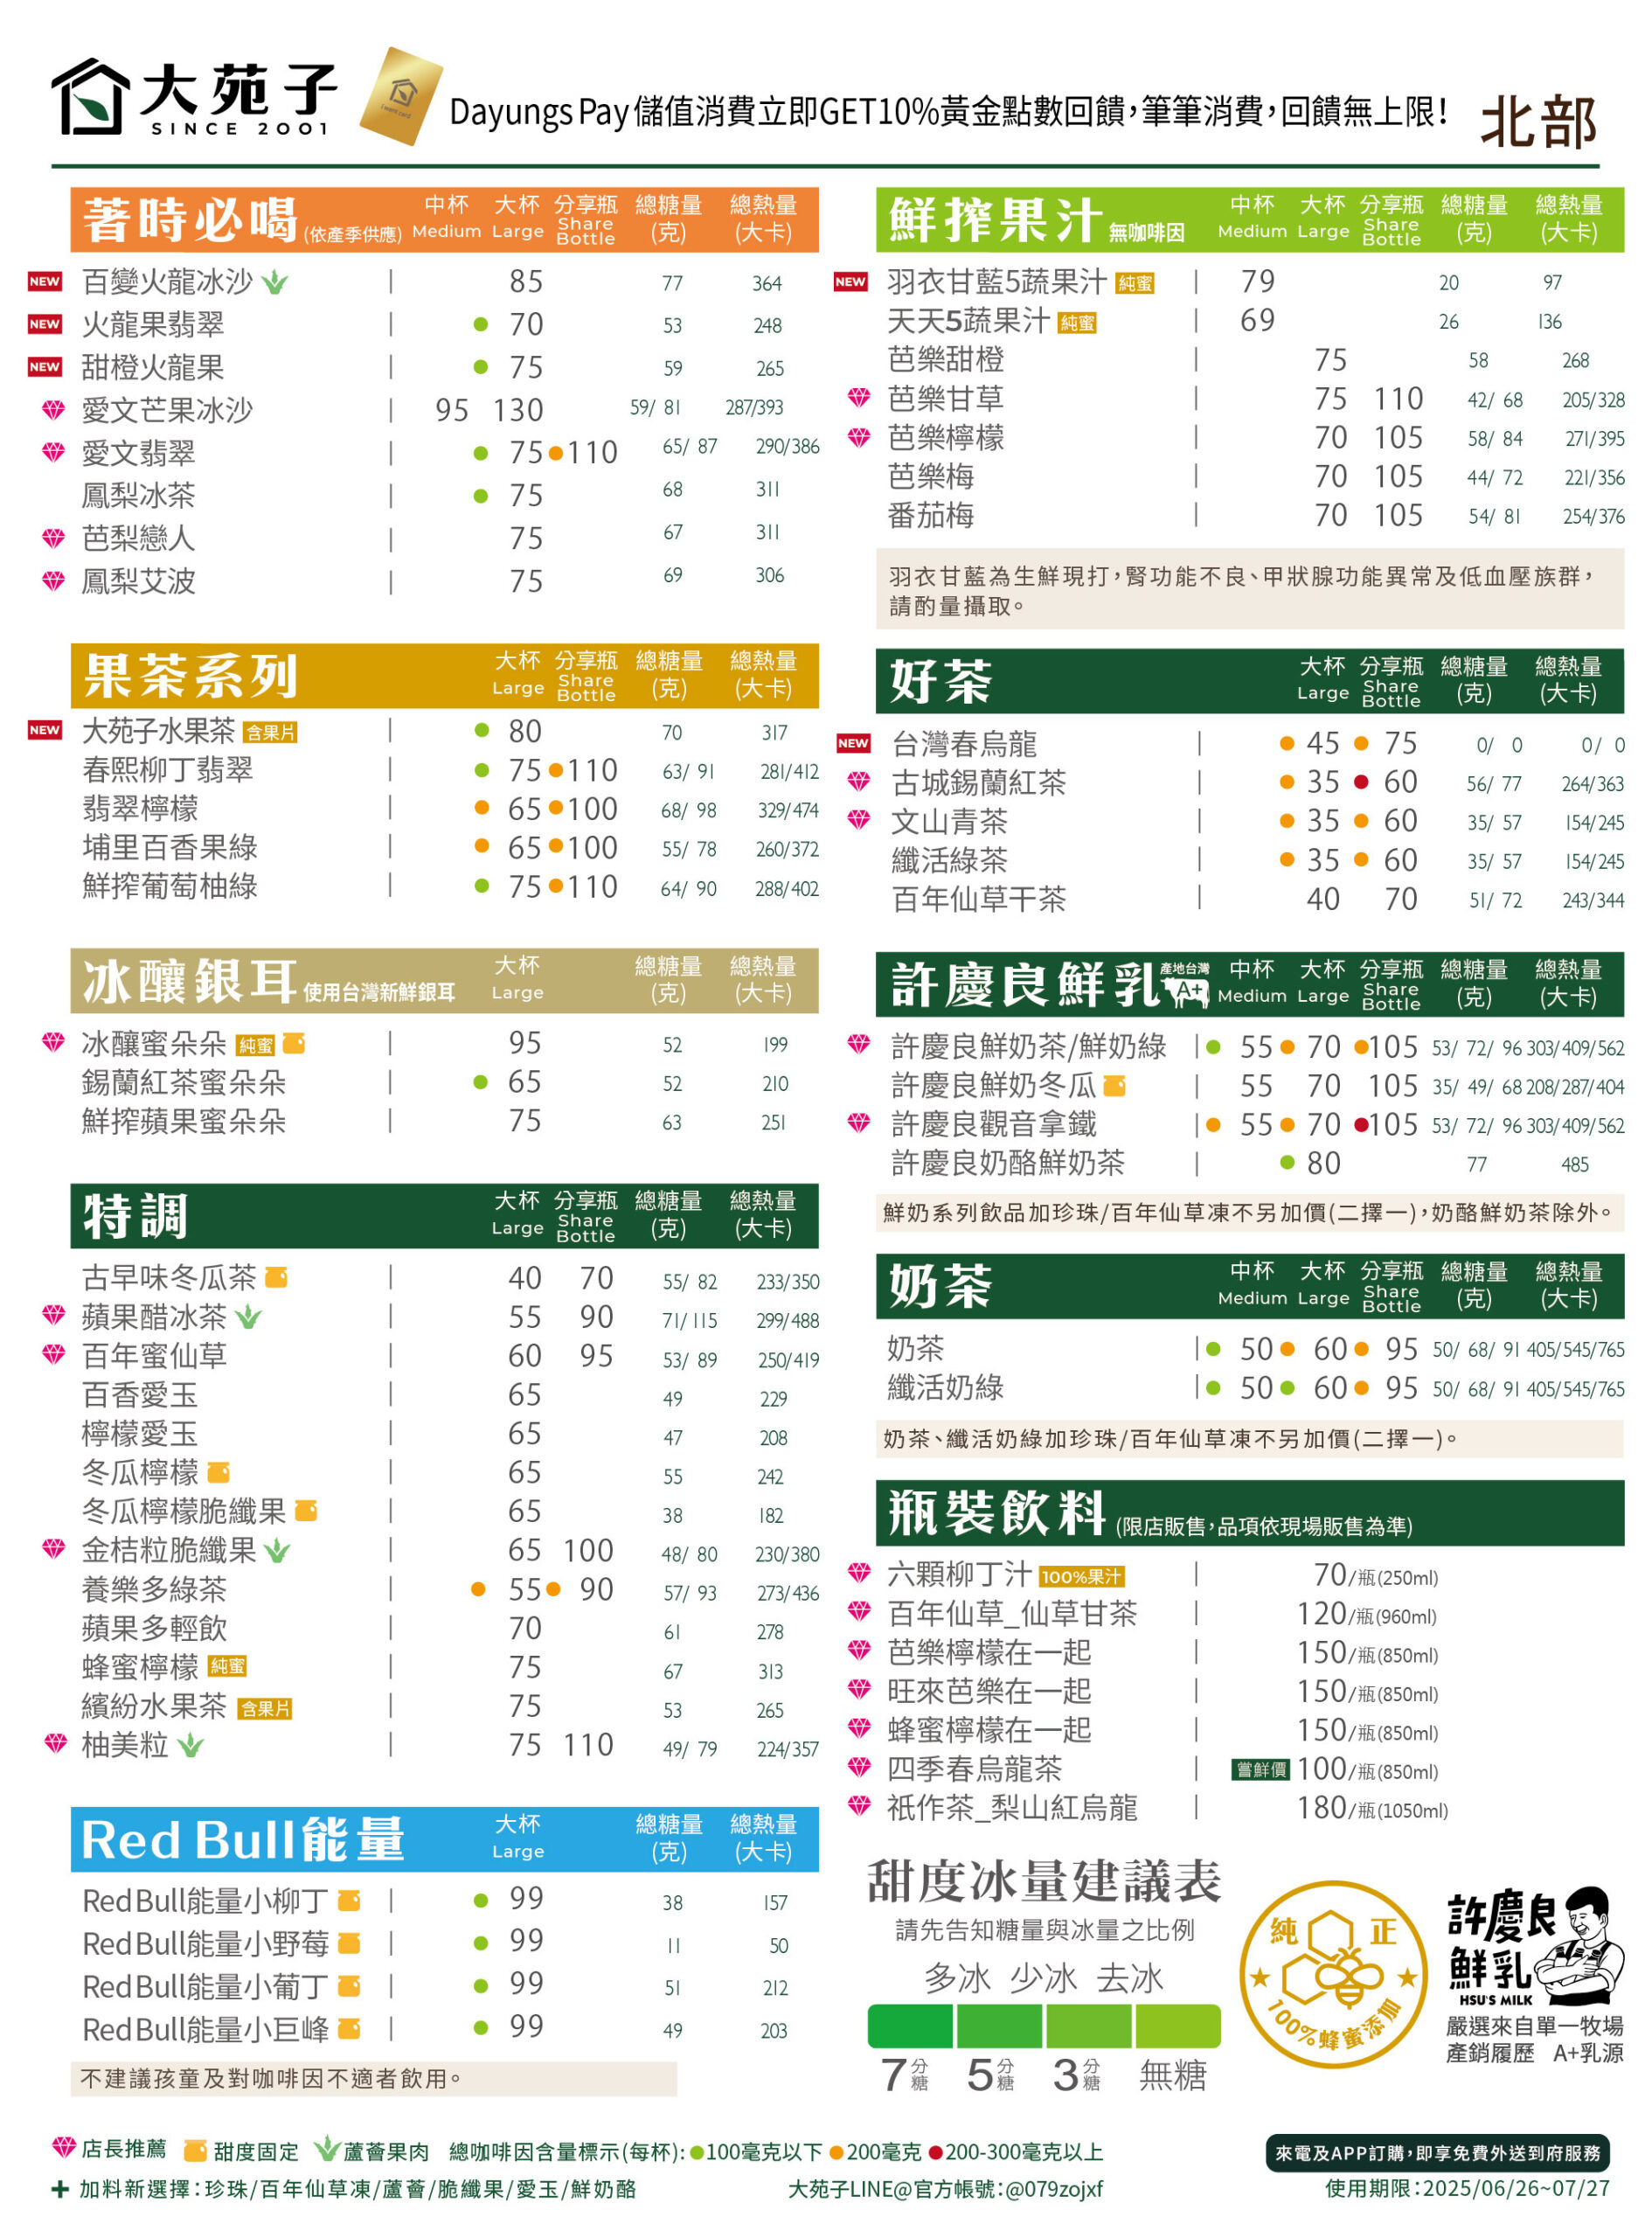 大苑子
SINCE 2001
Dayungs Pay儲值消費立即GET10%黃金點數回饋，筆筆消費，回饋無上限！
北部
著時必喝(依產季供應) 中杯 Medium 大杯 Large 分享瓶 Share Bottle 總糖量(克) 總熱量(大卡)
NEW 百變火龍冰沙 | 85 77 364
NEW 火龍果翡翠 | 70 53 248
NEW 甜橙火龍果 | 75 59 265
愛文芒果冰沙 | 95 130 59/ 81 287/393
愛文翡翠 | 75 110 65/ 87 290/386
鳳梨冰茶 | 75 68 311
芭梨戀人 | 75 67 311
鳳梨艾波 | 75 69 306
果茶系列 大杯 Large 分享瓶 Share Bottle 總糖量(克) 總熱量(大卡)
NEW 大苑子水果茶 含果片 | 80 70 317
春熙柳丁翡翠 | 75 110 63/ 91 281/412
翡翠檸檬 | 65 100 68/ 98 329/474
埔里百香果綠 | 65 100 55/ 78 260/372
鮮搾葡萄柚綠 | 75 110 64/ 90 288/402
冰釀銀耳 使用台灣新鮮銀耳 大杯 Large 總糖量(克) 總熱量(大卡)
冰釀蜜朵朵 純蜜 | 95 52 199
錫蘭紅茶蜜朵朵 | 65 52 210
鮮搾蘋果蜜朵朵 | 75 63 251
特調 大杯 Large 分享瓶 Share Bottle 總糖量(克) 總熱量(大卡)
古早味冬瓜茶 | 40 70 55/ 82 233/350
蘋果醋冰茶 | 55 90 71/115 299/488
百年蜜仙草 | 60 95 53/ 89 250/419
百香愛玉 | 65 49 229
檸檬愛玉 | 65 47 208
冬瓜檸檬 | 65 55 242
冬瓜檸檬脆纖果 | 65 38 182
金桔粒脆纖果 | 65 100 48/ 80 230/380
養樂多綠茶 | 55 90 57/ 93 273/436
蘋果多輕飲 | 70 61 278
蜂蜜檸檬 純蜜 | 75 67 313
繽紛水果茶 含果片 | 75 53 265
柚美粒 | 75 110 49/ 79 224/357
Red Bull能量 大杯 Large 總糖量(克) 總熱量(大卡)
Red Bull能量小柳丁 | 99 38 157
Red Bull能量小野莓 | 99 11 50
Red Bull能量小葡丁 | 99 51 212
Red Bull能量小巨峰 | 99 49 203
不建議孩童及對咖啡因不適者飲用。
鮮搾果汁 無咖啡因 中杯 Medium 大杯 Large 分享瓶 Share Bottle 總糖量(克) 總熱量(大卡)
NEW 羽衣甘藍5蔬果汁 純蜜 | 79 20 97
天天5蔬果汁 純蜜 | 69 26 136
芭樂甜橙 | 75 58 268
芭樂甘草 | 75 110 42/ 68 205/328
芭樂檸檬 | 70 105 58/ 84 271/395
芭樂梅 | 70 105 44/ 72 221/356
番茄梅 | 70 105 54/ 81 254/376
羽衣甘藍為生鮮現打，腎功能不良、甲狀腺功能異常及低血壓族群，
請酌量攝取。
好茶 大杯 Large 分享瓶 Share Bottle 總糖量(克) 總熱量(大卡)
NEW 台灣春烏龍 | 45 75 0/ 0 0/ 0
古城錫蘭紅茶 | 35 60 56/ 77 264/363
文山青茶 | 35 60 35/ 57 154/245
纖活綠茶 | 35 60 35/ 57 154/245
百年仙草干茶 | 40 70 51/ 72 243/344
許慶良鮮乳 產地台灣 A+ 中杯 Medium 大杯 Large 分享瓶 Share Bottle 總糖量(克) 總熱量(大卡)
許慶良鮮奶茶/鮮奶綠 | 55 70 105 53/ 72/ 96 303/409/562
許慶良鮮奶冬瓜 | 55 70 105 35/ 49/ 68 208/287/404
許慶良觀音拿鐵 | 55 70 105 53/ 72/ 96 303/409/562
許慶良奶酪鮮奶茶 | 80 77 485
鮮奶系列飲品加珍珠/百年仙草凍不另加價(二擇一)，奶酪鮮奶茶除外。
奶茶 中杯 Medium 大杯 Large 分享瓶 Share Bottle 總糖量(克) 總熱量(大卡)
奶茶 | 50 60 95 50/ 68/ 91 405/545/765
纖活奶綠 | 50 60 95 50/ 68/ 91 405/545/765
奶茶、纖活奶綠加珍珠/百年仙草凍不另加價(二擇一)。
瓶裝飲料 (限店販售，品項依現場販售為準)
六顆柳丁汁 100%果汁 | 70/瓶(250ml)
百年仙草_仙草甘茶 | 120/瓶(960ml)
芭樂檸檬在一起 | 150/瓶(850ml)
旺來芭樂在一起 | 150/瓶(850ml)
蜂蜜檸檬在一起 | 150/瓶(850ml)
四季春烏龍茶 | 嘗鮮價 100/瓶(850ml)
祇作茶_梨山紅烏龍 | 180/瓶(1050ml)
甜度冰量建議表
請先告知糖量與冰量之比例
多冰 少冰 去冰
7分糖 5分糖 3分糖 無糖
純正
100%蜂蜜添加
許慶良
鮮乳
HSU'S MILK
嚴選來自單一牧場
產銷履歷 A+乳源
店長推薦 甜度固定 蘆薈果肉 總咖啡因含量標示(每杯): 100毫克以下 200毫克 200-300毫克以上
來電及APP訂購，即享免費外送到府服務
+ 加料新選擇：珍珠/百年仙草凍/蘆薈/脆纖果/愛玉/鮮奶酪
大苑子LINE@官方帳號：@079zojxf
使用期限：2025/06/26~07/27